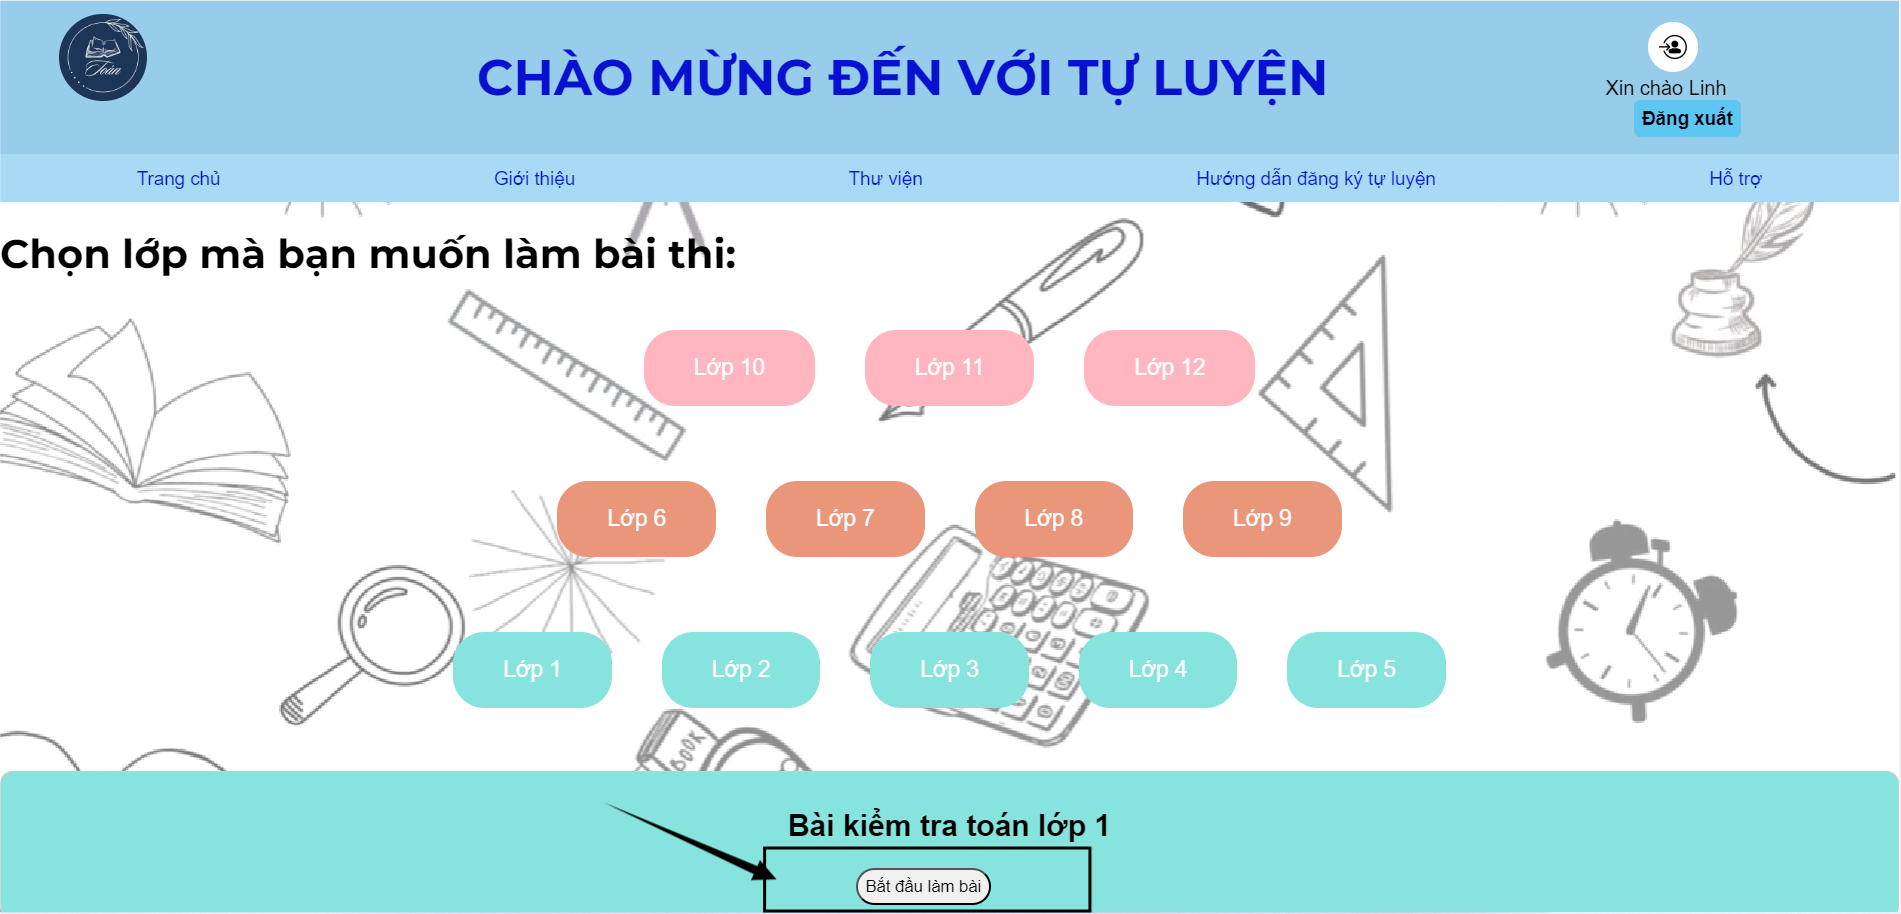 Toán
CHÀO MỪNG ĐẾN VỚI TỰ LUYỆN
Xin chào Linh
Đăng xuất
Trang chủ
Giới thiệu
Thư viện
Hướng dẫn đăng ký tự luyện
Hỗ trợ
Chọn lớp mà bạn muốn làm bài thi:
Lớp 10
Lớp 11
Lớp 12
Lớp 6
Lớp 7
Lớp 8
Lớp 9
Lớp 1
Lớp 2
Lớp 3
Lớp 4
Lớp 5
BOOK
Bài kiểm tra toán lớp 1
Bắt đầu làm bài